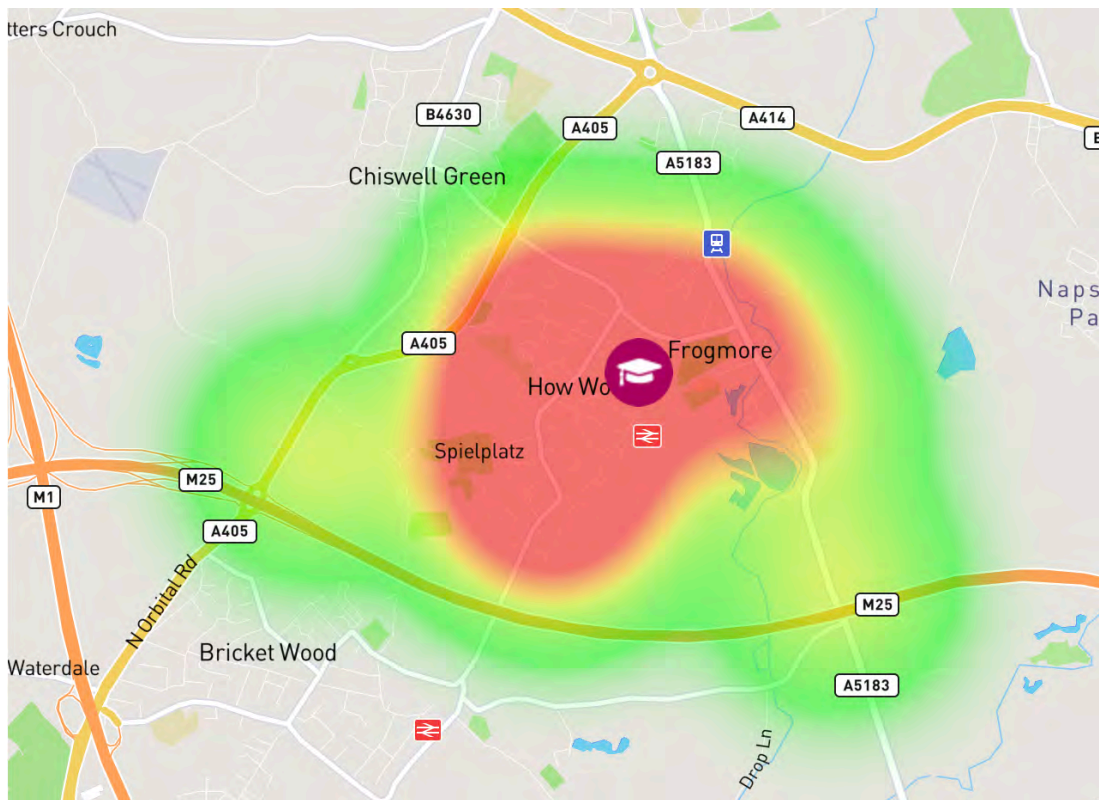 tters Crouch
B4630
A405
A414
E
A5183
Chiswell Green
Naps
Pa
A405
Frogmore
How Wo
Spielplatz
M25
M1
A405
N Orbital Rd
M25
Bricket Wood
Waterdale
A5183
Drop Ln